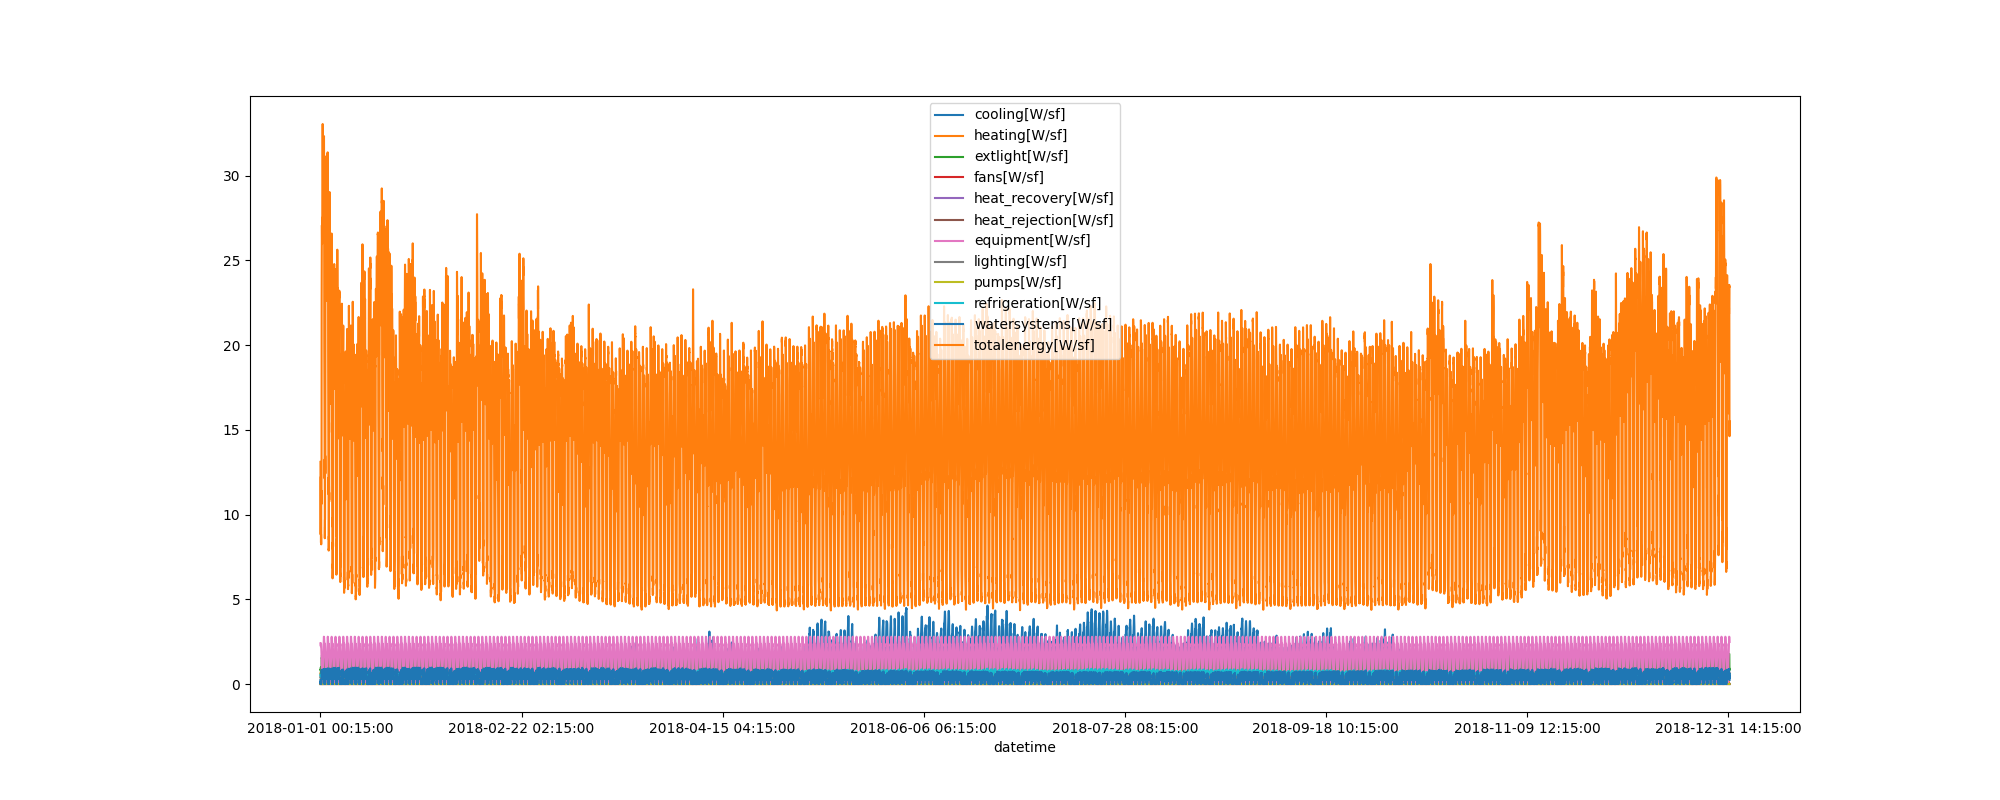 cooling[W/sf]
heating[W/sf]
extlight[W/sf]
fans[W/sf]
heat_recovery[W/sf]
heat_rejection[W/sf]
equipment[W/sf]
lighting[W/sf]
pumps[W/sf]
refrigeration[W/sf]
watersystems[W/sf]
totalenergy[W/sf]
30
25
20
15
10
5
0
2018-01-01 00:15:00 2018-02-22 02:15:00 2018-04-15 04:15:00 2018-06-06 06:15:00 2018-07-28 08:15:00 2018-09-18 10:15:00 2018-11-09 12:15:00 2018-12-31 14:15:00
datetime